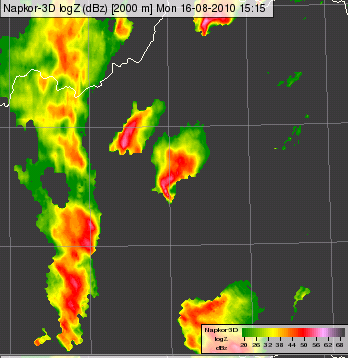 Napkor-3D logZ (dBz) [2000 m] Mon 16-08-2010 15:15
Napkor3D
logZ
dBz
20 26 32 38 44 50 56 62 68